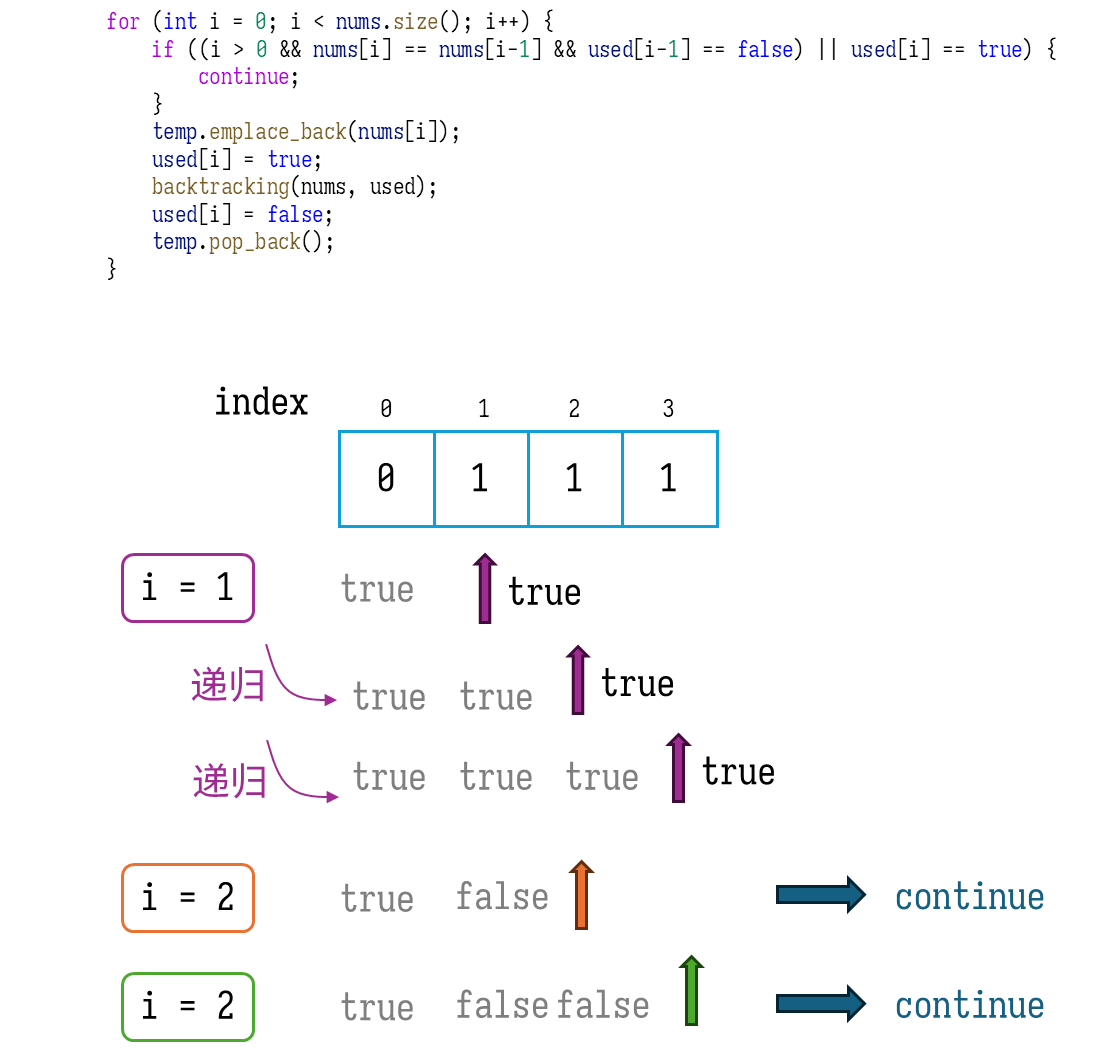 for (int i = 0; i < nums.size(); i++) {
    if ((i > 0 && nums[i] == nums[i-1] && used[i-1] == false) || used[i] == true) {
        continue;
    }
    temp.emplace_back(nums[i]);
    used[i] = true;
    backtracking(nums, used);
    used[i] = false;
    temp.pop_back();
}
index 0 1 2 3
0 1 1 1
i = 1 true true
递归 true true true
递归 true true true true
i = 2 true false continue
i = 2 true false false continue